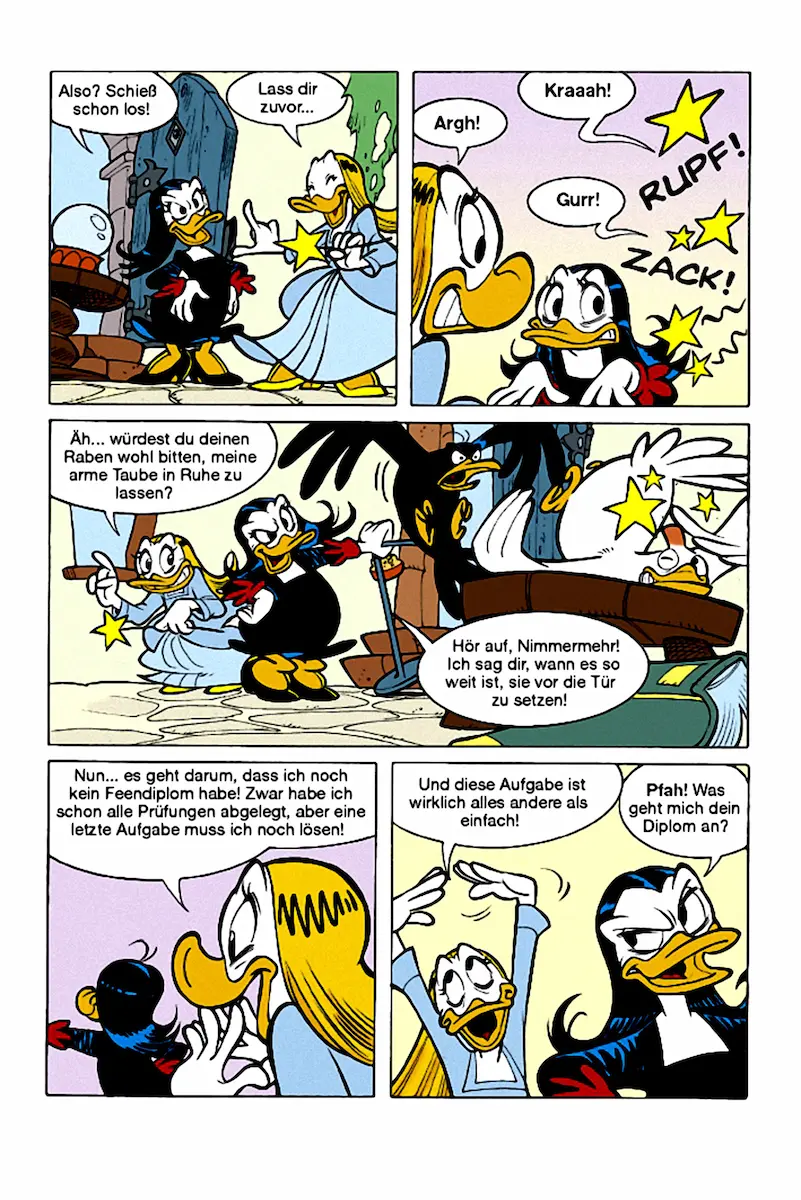 Also? Schieß
schon los!
Lass dir
zuvor...
Kraaah!
Argh!
RUPF!
Gurr!
ZACK!
Äh... würdest du deinen
Raben wohl bitten, meine
arme Taube in Ruhe zu
lassen?
Hör auf, Nimmermehr!
Ich sag dir, wann es so
weit ist, sie vor die Tür
zu setzen!
Nun... es geht darum, dass ich noch
kein Feendiplom habe! Zwar habe ich
schon alle Prüfungen abgelegt, aber eine
letzte Aufgabe muss ich noch lösen!
Und diese Aufgabe ist
wirklich alles andere als
einfach!
Pfah! Was
geht mich dein
Diplom an?